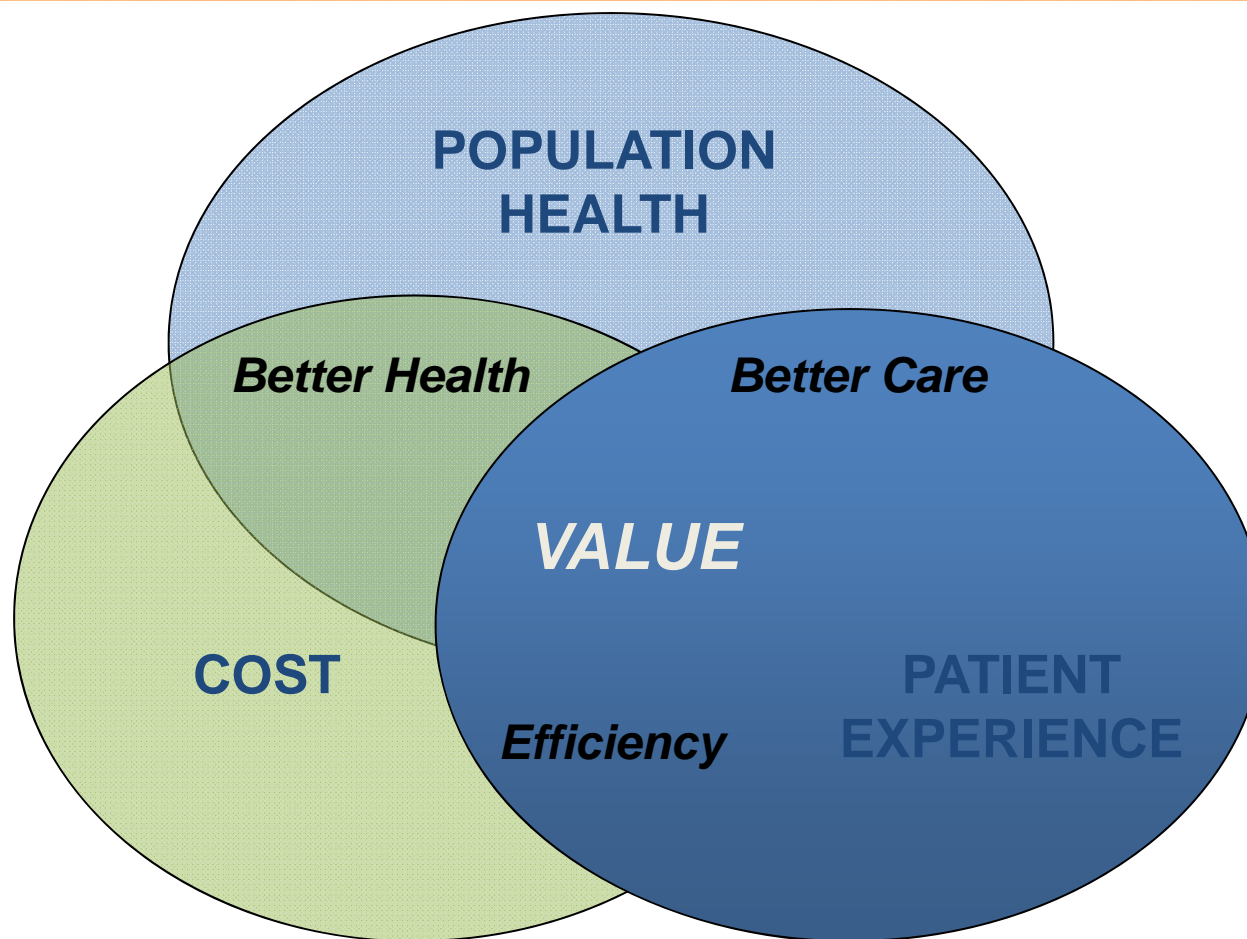 POPULATION
HEALTH
Better Health
Better Care
VALUE
COST
PATIENT
EXPERIENCE
Efficiency